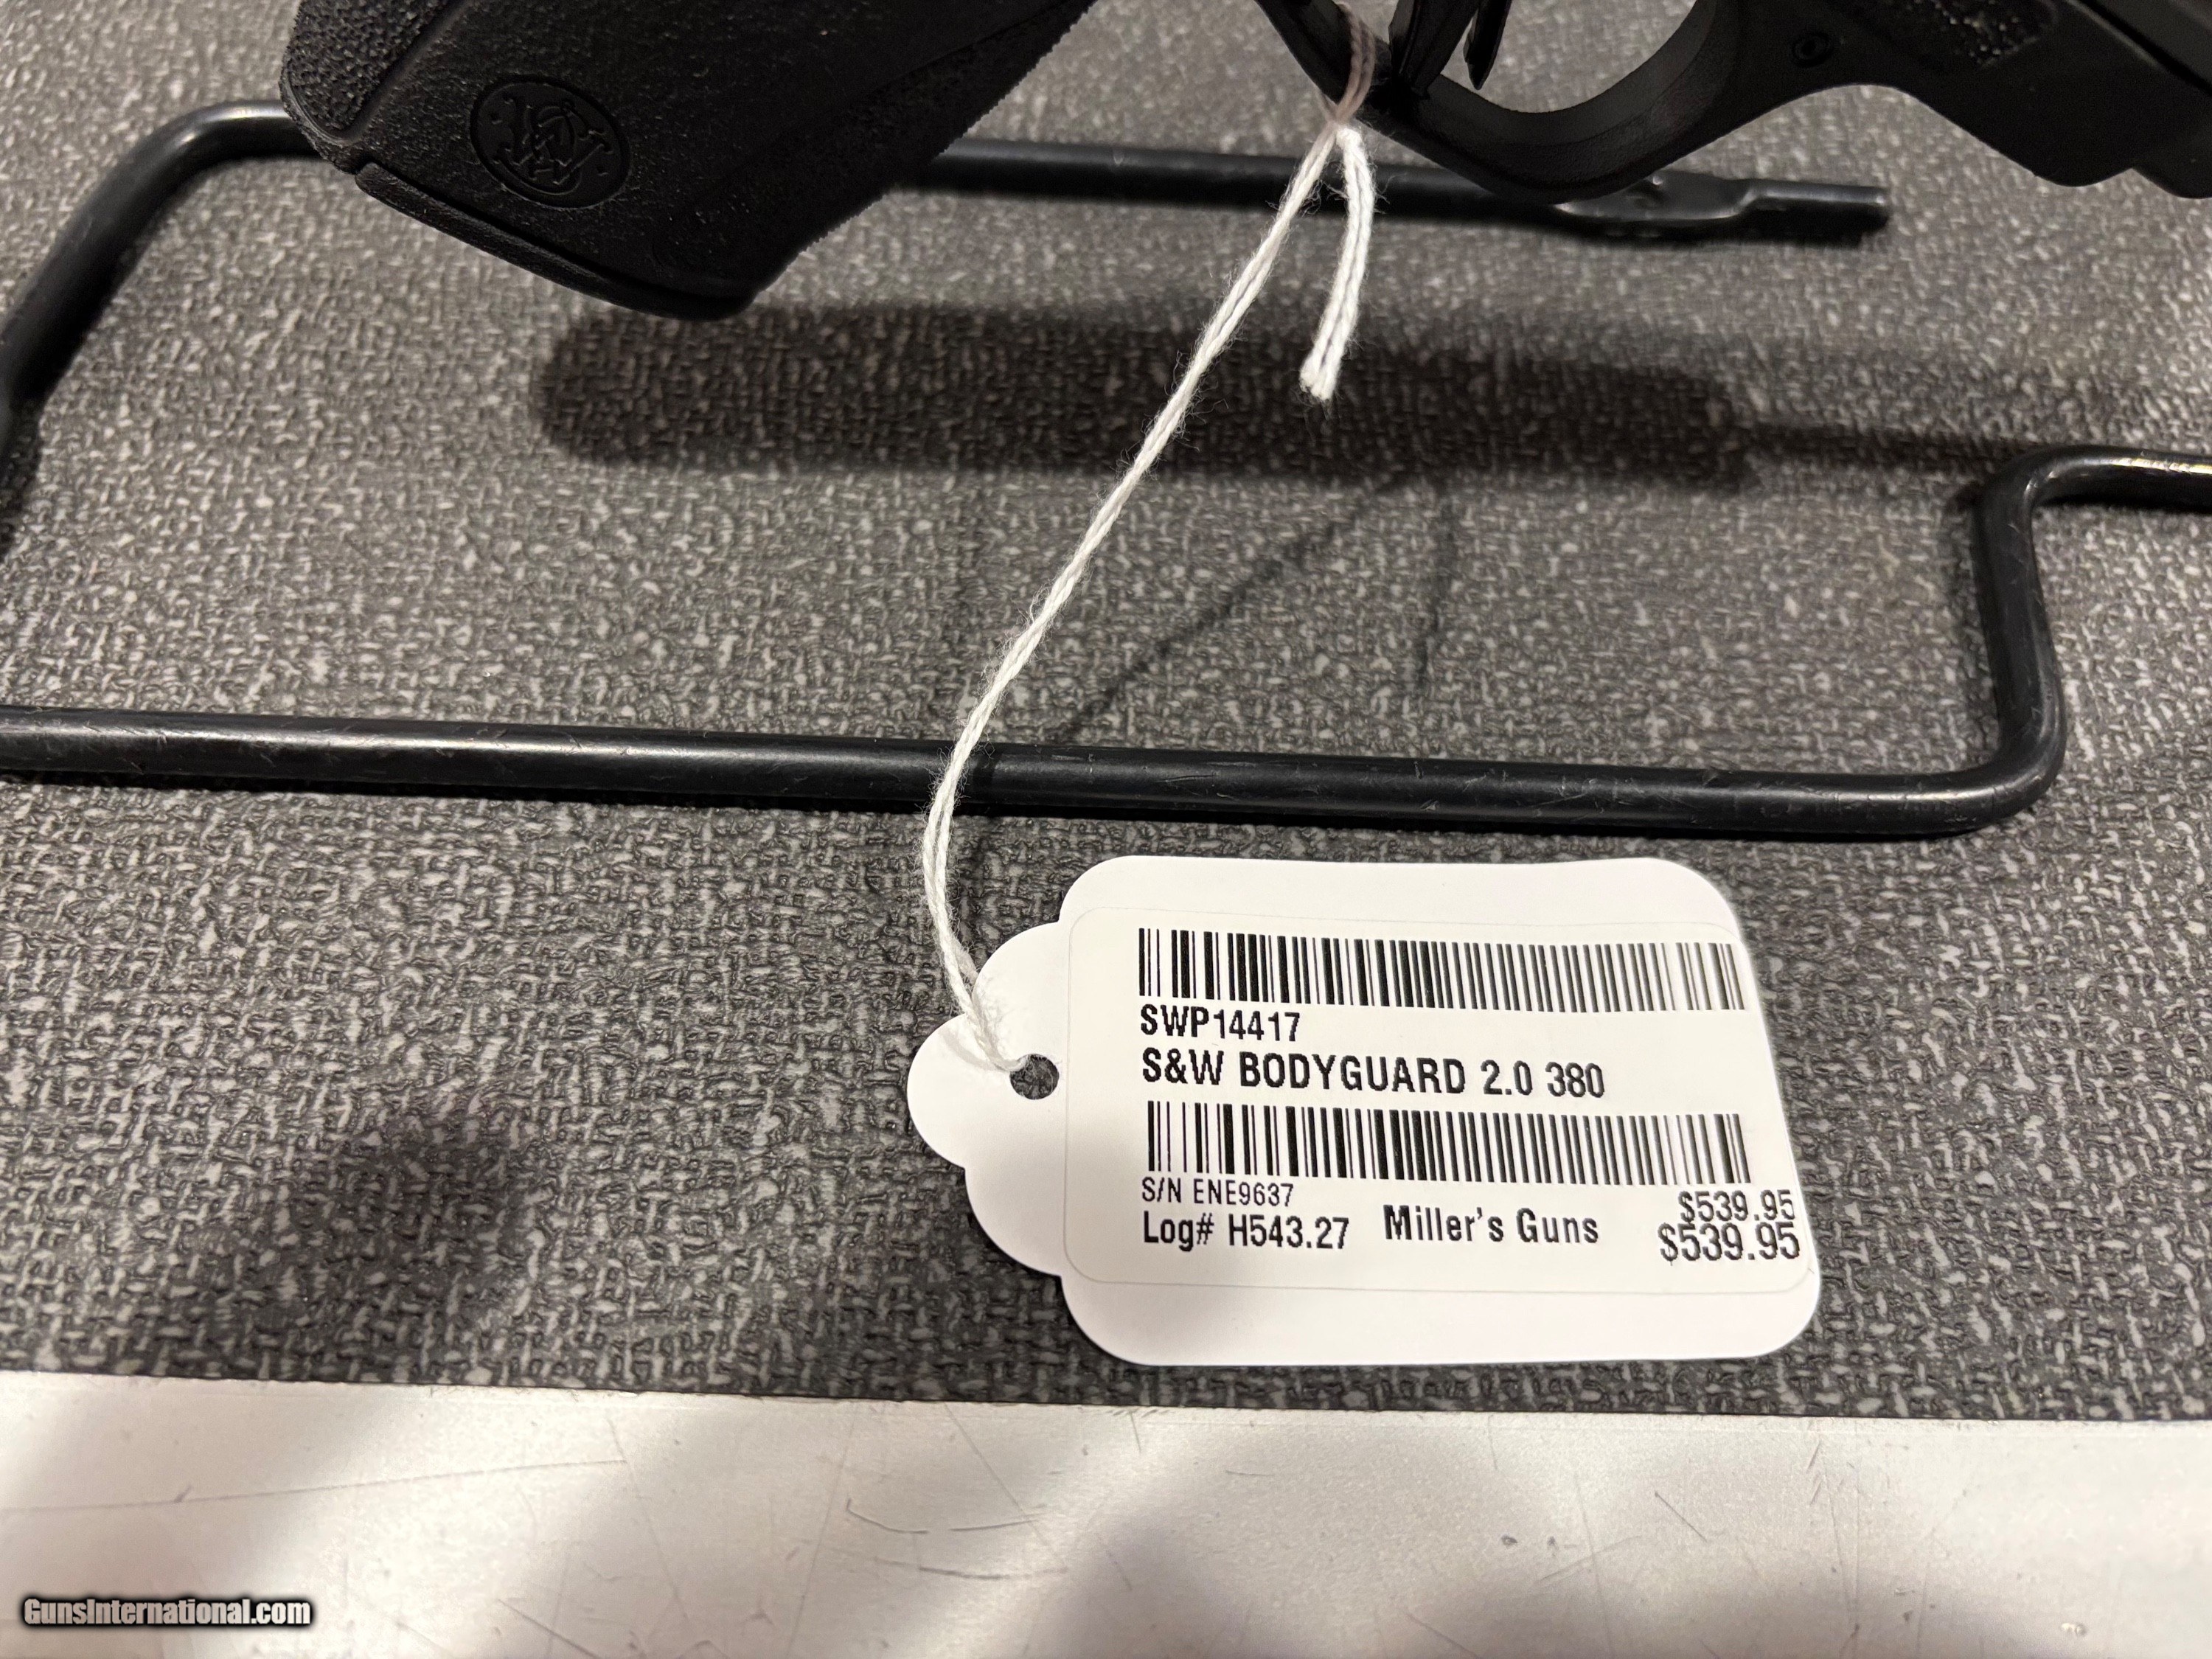 SWP14417
S&W BODYGUARD 2.0 380
S/N ENE9637
$539.95
Log# H543.27 Miller's Guns $539.95
GunsInternational.com